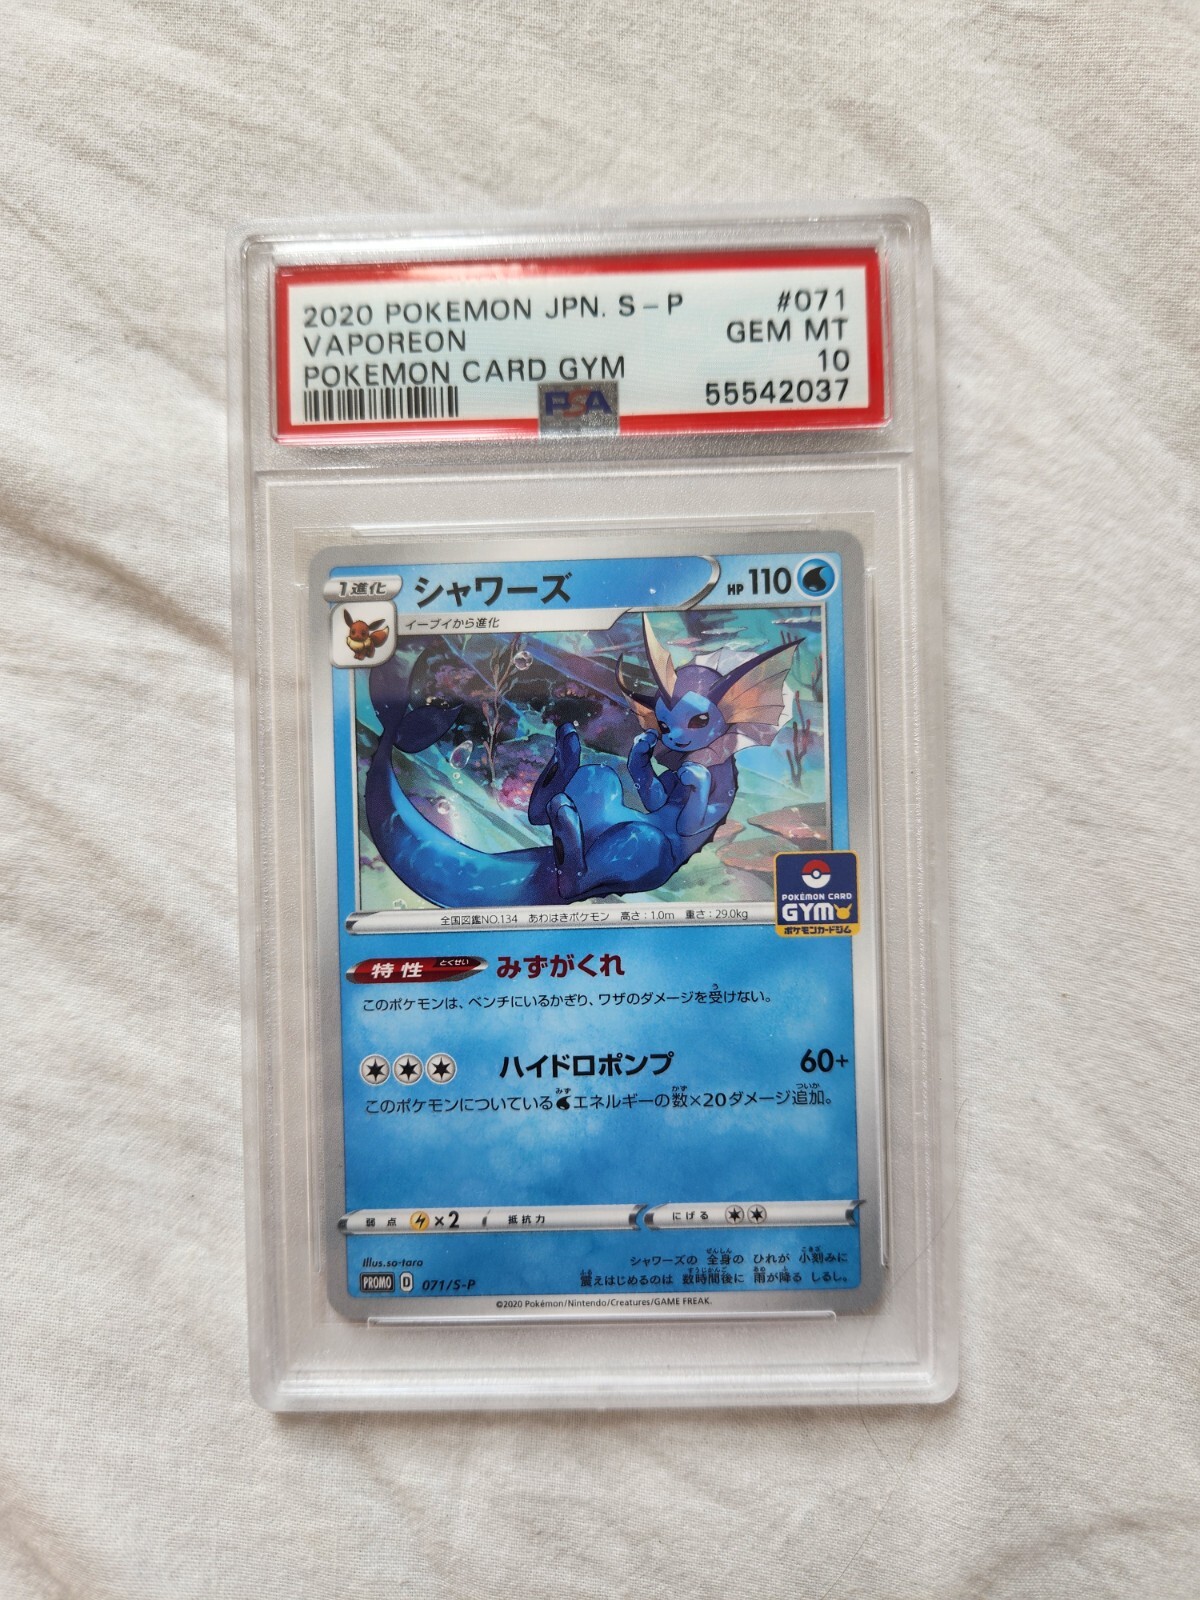 2020 POKEMON JPN. S-P #071
VAPOREON GEM MT
POKEMON CARD GYM 10
PSA 55542037
1進化 シャワーズ HP 110
イーブイから進化
POKÉMON CARD
GYM
ポケモンカードジム
全国図鑑NO.134 あわはきポケモン 高さ:1.0m 重さ:29.0kg
特性 とくせい みずがくれ
このポケモンは、ベンチにいるかぎり、ワザのダメージを受けない。
ハイドロポンプ 60+
このポケモンについているエネルギーの数×20ダメージ追加。
弱点 ×2 抵抗力 にげる
Illus.so-taro
シャワーズの 全身の ひれが 小刻みに
震えはじめるのは 数時間後に 雨が降る しるし。
PROMO D 071/S-P
©2020 Pokémon/Nintendo/Creatures/GAME FREAK.